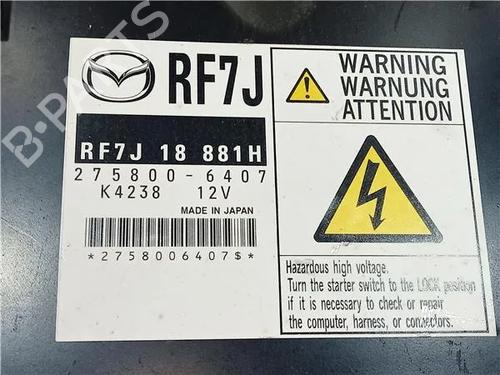 B-PARTS
RF7J
RF7J 18 881H
275800-6407
K4238 12V
MADE IN JAPAN
*2758006407$*
WARNING
WARNUNG
ATTENTION
Hazardous high voltage.
Turn the starter switch to the LOCK position
if it is necessary to check or repair
the computer, harness, or connectors.